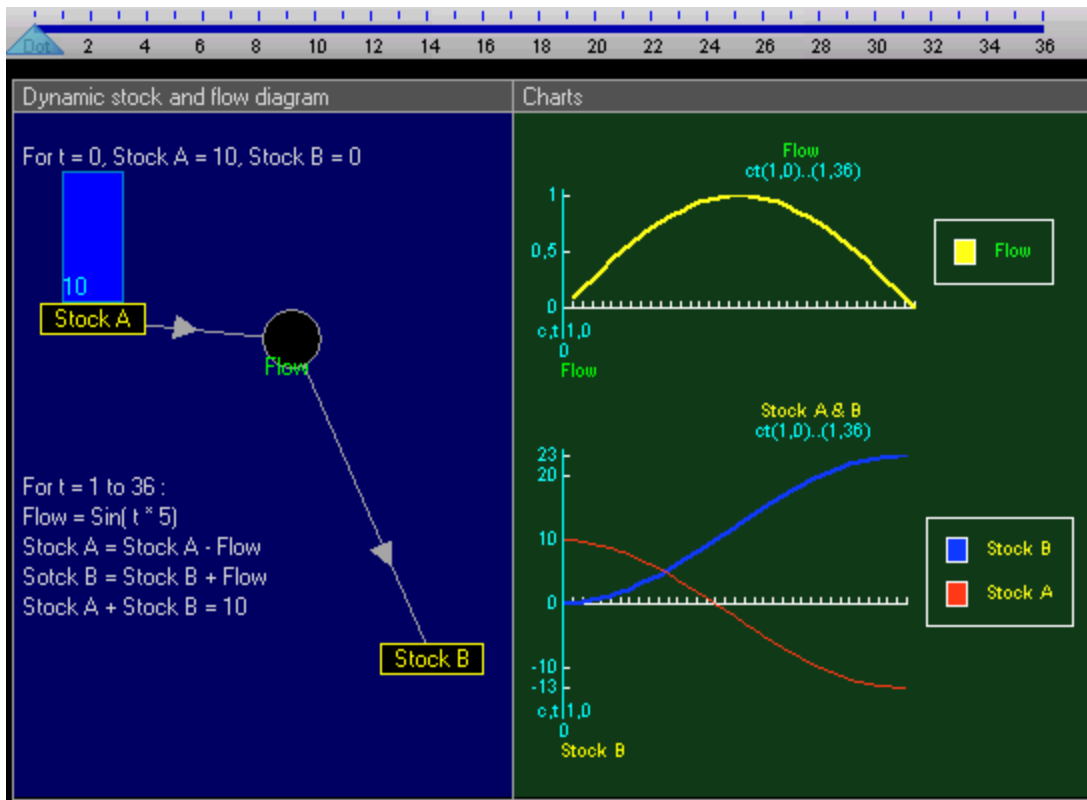 Dot 2 4 6 8 10 12 14 16 18 20 22 24 26 28 30 32 34 36
Dynamic stock and flow diagram
For t = 0, Stock A = 10, Stock B = 0
10
Stock A
Flow
For t = 1 to 36 :
Flow = Sin( t * 5)
Stock A = Stock A - Flow
Sotck B = Stock B + Flow
Stock A + Stock B = 10
Stock B
Charts
Flow
ct(1,0)..(1,36)
1
0,5
0
c,t 1,0
0
Flow
Flow
Stock A & B
ct(1,0)..(1,36)
23
20
10
0
-10
-13
c,t 1,0
0
Stock B
Stock B
Stock A